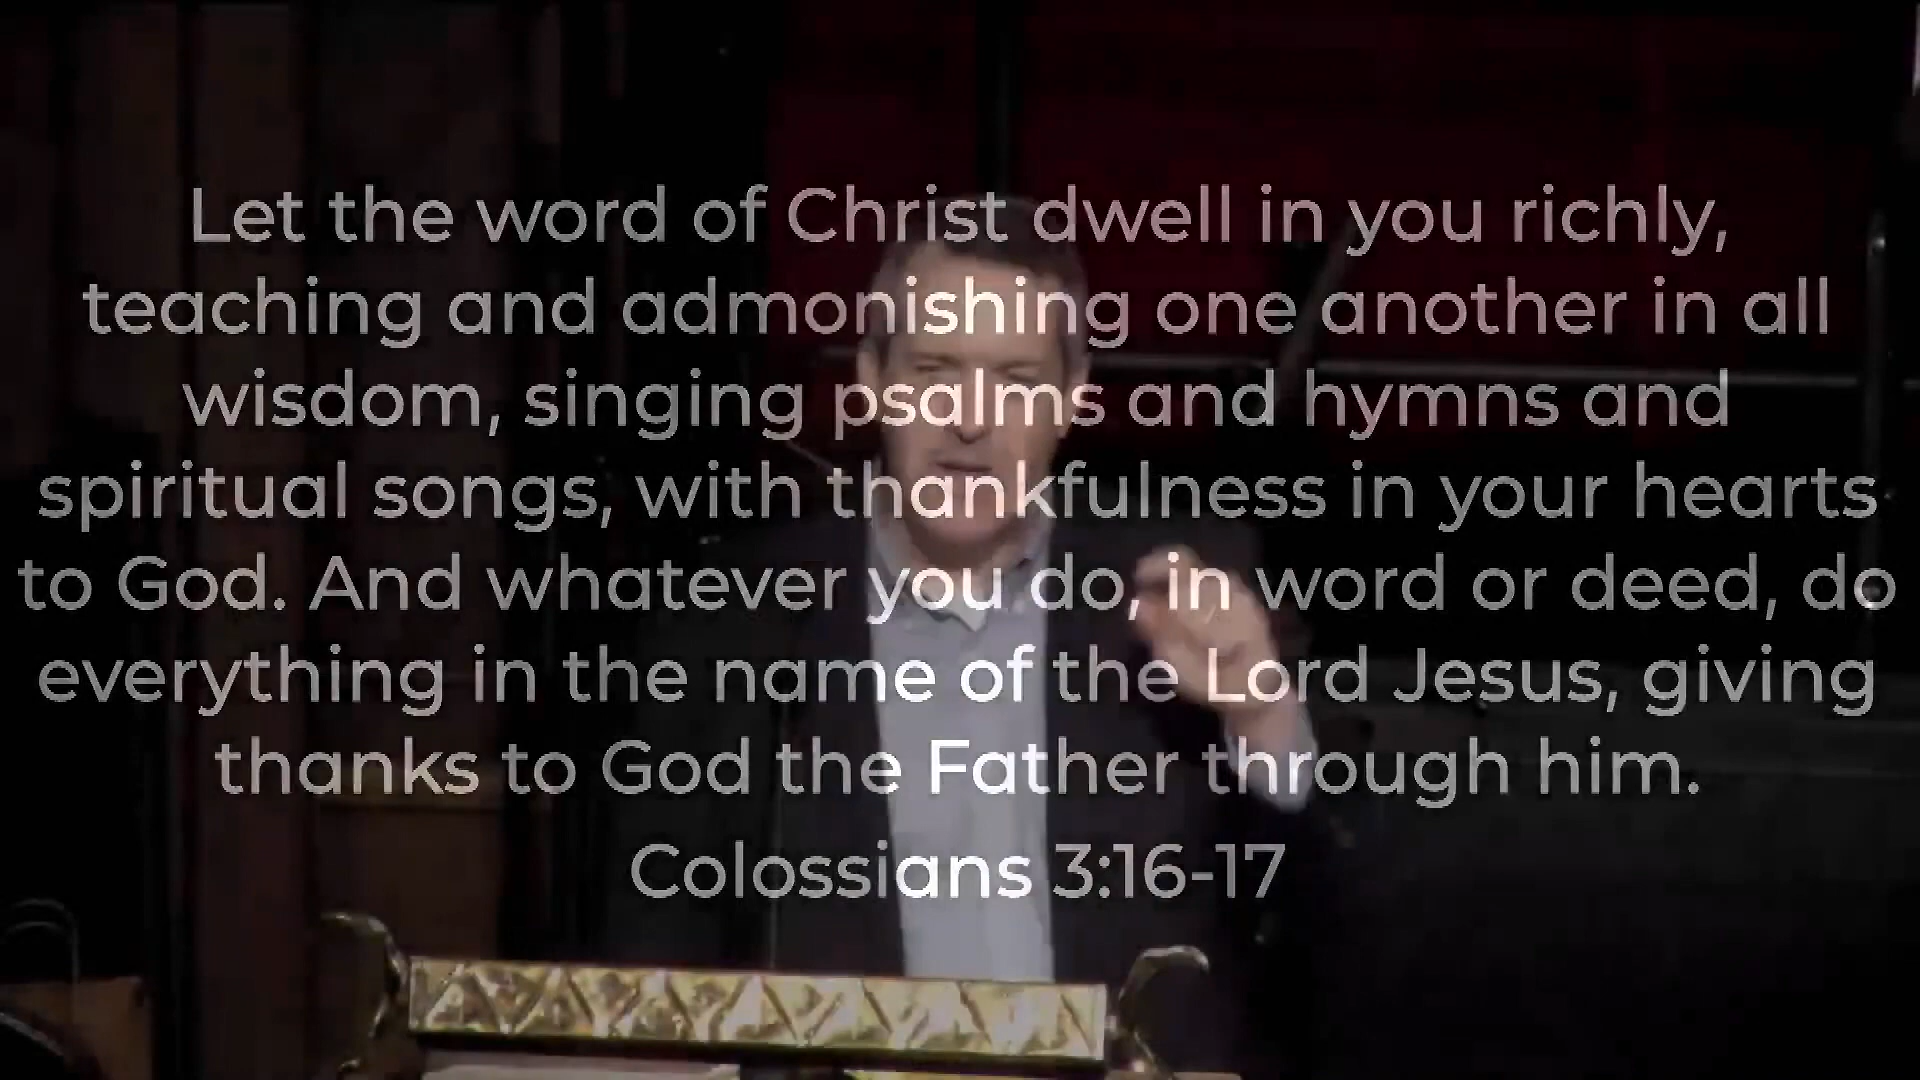 Let the word of Christ dwell in you richly,
teaching and admonishing one another in all
wisdom, singing psalms and hymns and
spiritual songs, with thankfulness in your hearts
to God. And whatever you do, in word or deed, do
everything in the name of the Lord Jesus, giving
thanks to God the Father through him.
Colossians 3:16-17